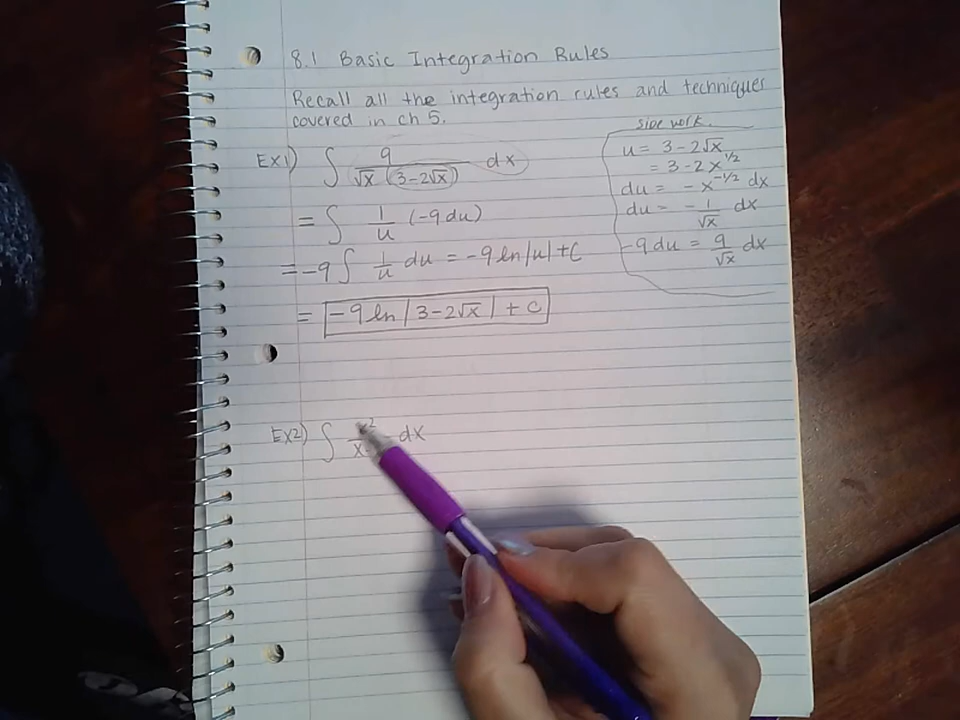 8.1 Basic Integration Rules
Recall all the integration rules and techniques
covered in ch 5.
side work.
EX1) ∫ 9/(√x (3-2√x)) dx
u = 3-2√x
= 3-2x^(1/2)
du = -x^(-1/2) dx
du = -1/√x dx
-9du = 9/√x dx
= ∫ 1/u (-9du)
= -9 ∫ 1/u du = -9 ln|u| + C
= -9 ln |3-2√x| + C
EX2) ∫ dx